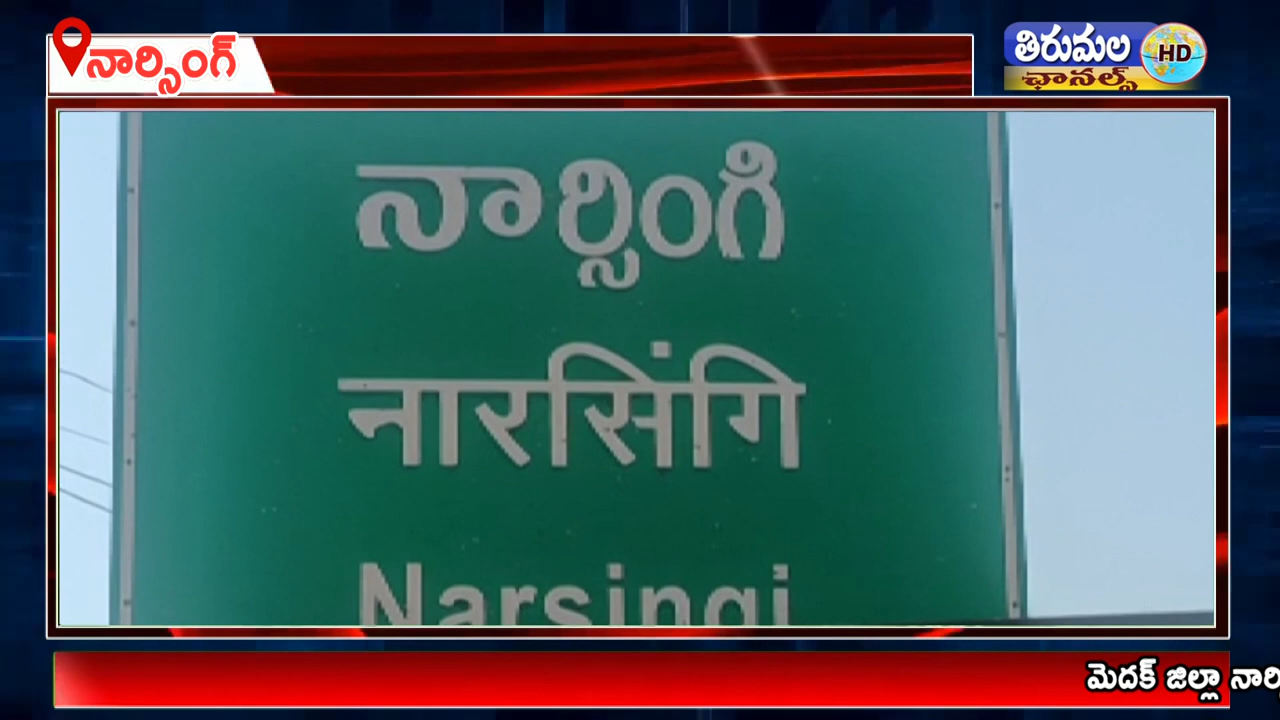 నార్సింగ్
తిరుమల
ఛానల్స్
HD
నార్సింగి
नारसिंगि
Narsingi
మెదక్ జిల్లా